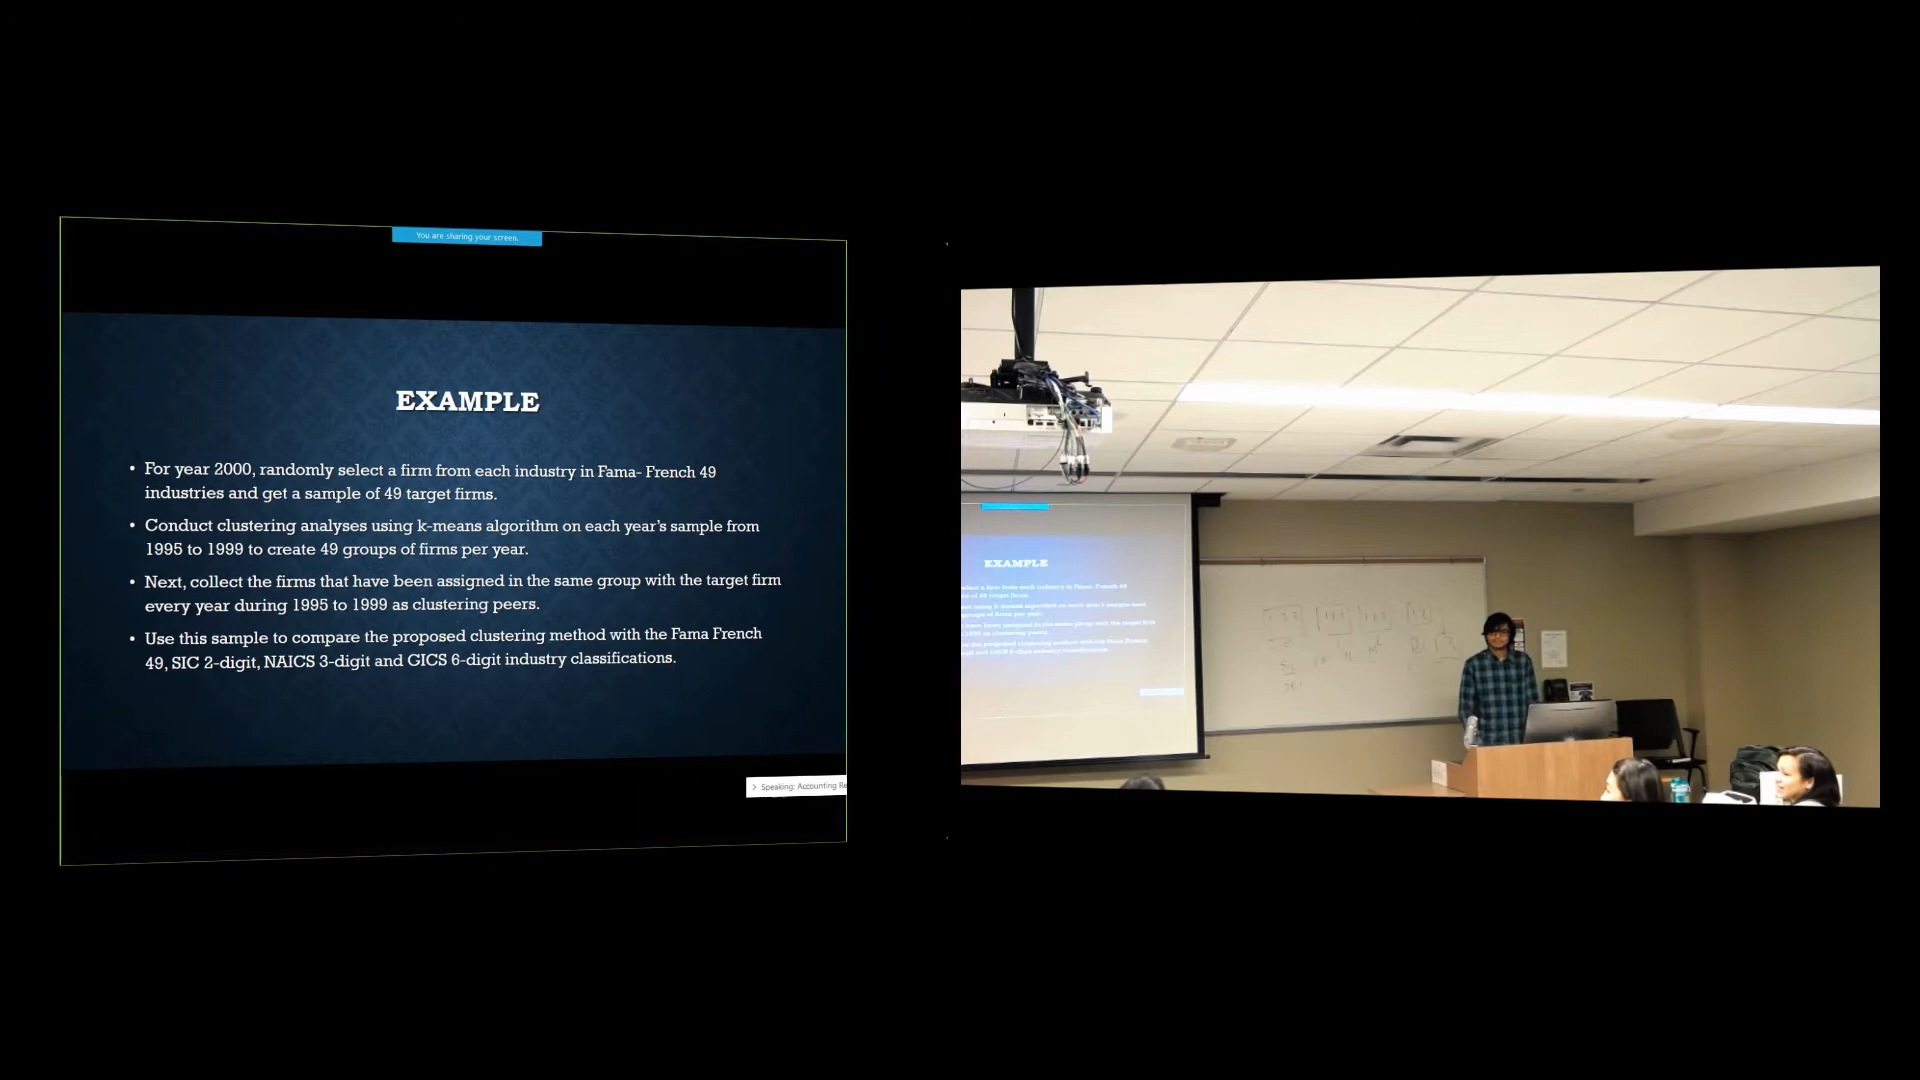 You are sharing your screen.
EXAMPLE
• For year 2000, randomly select a firm from each industry in Fama- French 49
industries and get a sample of 49 target firms.
• Conduct clustering analyses using k-means algorithm on each year's sample from
1995 to 1999 to create 49 groups of firms per year.
• Next, collect the firms that have been assigned in the same group with the target firm
every year during 1995 to 1999 as clustering peers.
• Use this sample to compare the proposed clustering method with the Fama French
49, SIC 2-digit, NAICS 3-digit and GICS 6-digit industry classifications.
Speaking: Accounting Re
EXAMPLE